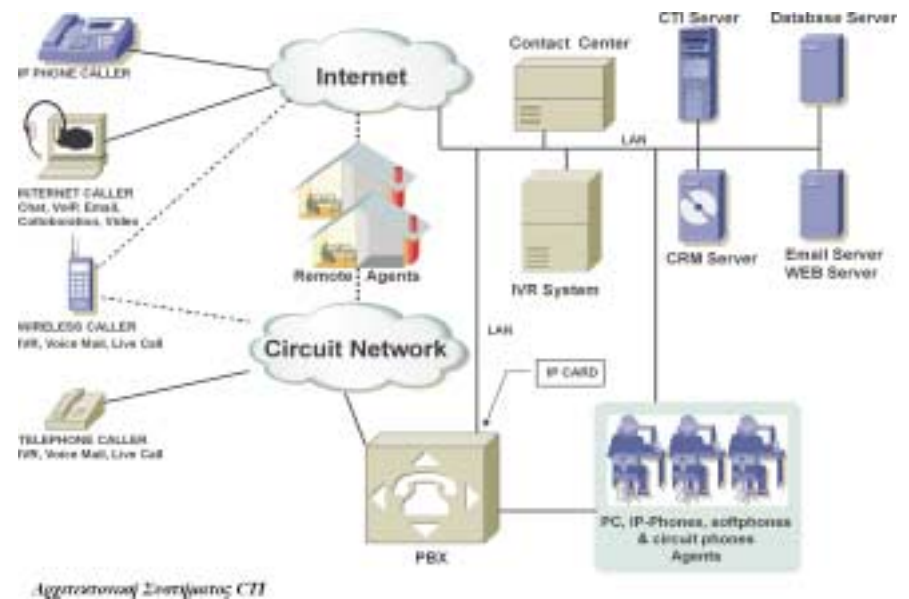 CTI Server
Database Server
Contact Center
IP PHONE CALLER
Internet
LAN
INTERNET CALLER
Chat, VoIP, Email,
Collaboration, Video
Remote Agents
CRM Server
Email Server
WEB Server
IVR System
WIRELESS CALLER
IVR, Voice Mail, Live Call
LAN
Circuit Network
IP CARD
TELEPHONE CALLER
IVR, Voice Mail, Live Call
PC, IP-Phones, softphones
& circuit phones
Agents
PBX
Αρχιτεκτονική Συστήματος CTI